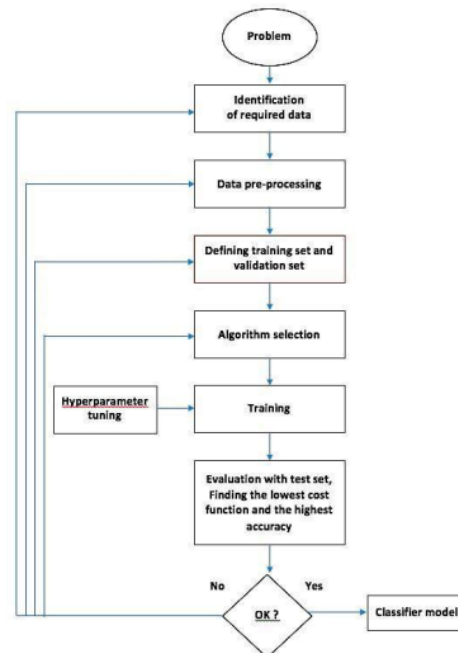 Problem
Identification
of required data
Data pre-processing
Defining training set and
validation set
Algorithm selection
Hyperparameter
tuning
Training
Evaluation with test set,
Finding the lowest cost
function and the highest
accuracy
No
Yes
OK ?
Classifier model